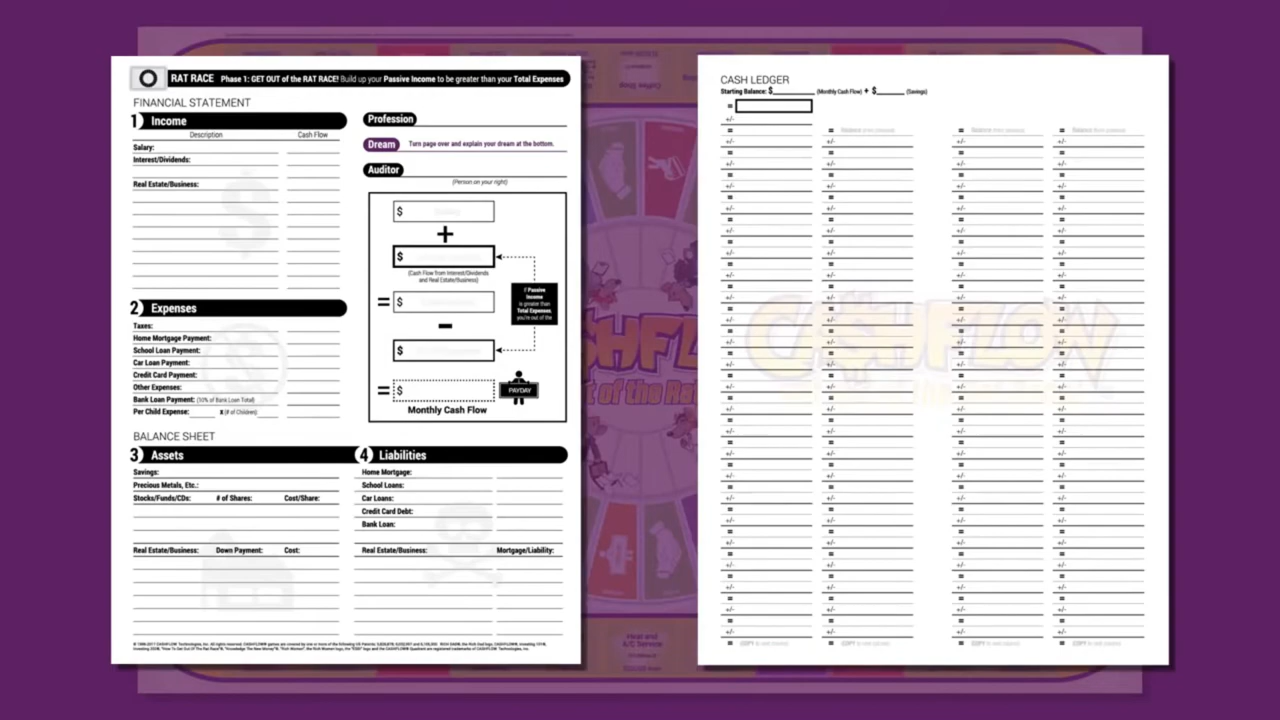 RAT RACE Phase 1: GET OUT of the RAT RACE! Build up your Passive Income to be greater than your Total Expenses
FINANCIAL STATEMENT
1 Income
Description Cash Flow
Salary:
Interest/Dividends:
Real Estate/Business:
2 Expenses
Taxes:
Home Mortgage Payment:
School Loan Payment:
Car Loan Payment:
Credit Card Payment:
Other Expenses:
Bank Loan Payment: (10% of Bank Loan Total)
Per Child Expense: x (# of Children)
Profession
Dream Turn page over and explain your dream at the bottom.
Auditor
(Person on your right)
$
+
$
(Cash Flow from Interest/Dividends
and Real Estate/Business)
= $
If Passive
Income
is greater than
Total Expenses,
you're out of the
-
$
= $ PAYDAY
Monthly Cash Flow
BALANCE SHEET
3 Assets
Savings:
Precious Metals, Etc.:
Stocks/Funds/CDs: # of Shares: Cost/Share:
Real Estate/Business: Down Payment: Cost:
4 Liabilities
Home Mortgage:
School Loans:
Car Loans:
Credit Card Debt:
Bank Loan:
Real Estate/Business: Mortgage/Liability:
CASH LEDGER
Starting Balance: $ (Monthly Cash Flow) + $ (Savings)
CASHFLOW
Heat and
A/C Service